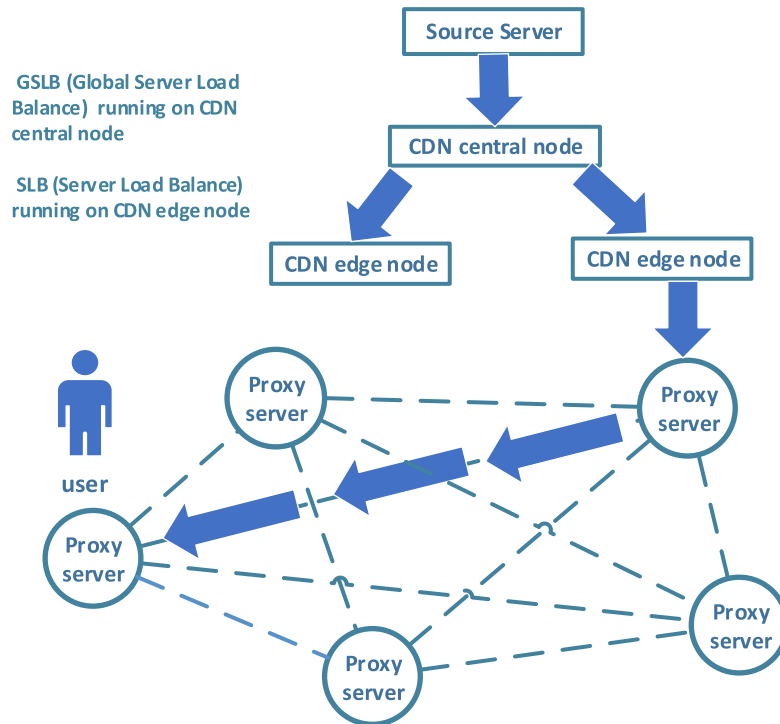 Source Server
GSLB (Global Server Load
Balance) running on CDN
central node
CDN central node
SLB (Server Load Balance)
running on CDN edge node
CDN edge node
CDN edge node
Proxy
server
Proxy
server
user
Proxy
server
Proxy
server
Proxy
server